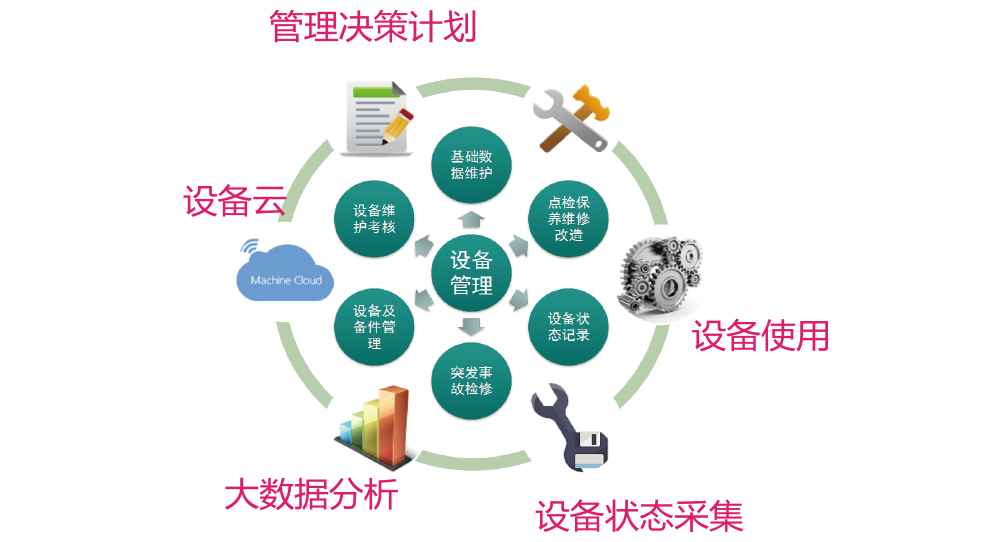 管理决策计划
基础数
据维护
设备云
设备维
护考核
点检保
养维修
改造
设备
管理
Machine Cloud
设备及
备件管
理
设备状
态记录
设备使用
突发事
故检修
大数据分析
设备状态采集